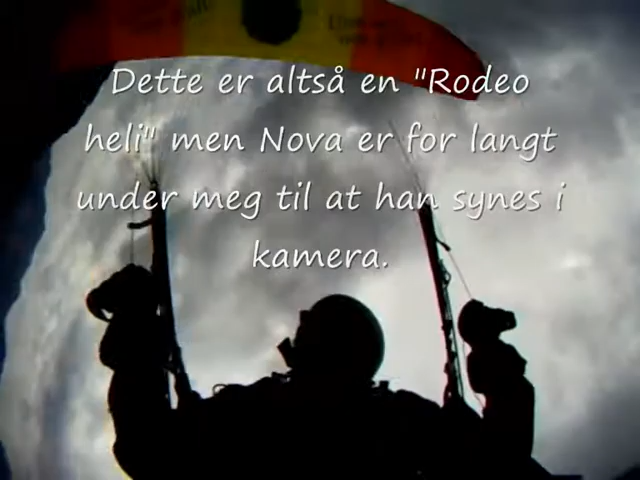 Dette er altså en "Rodeo
heli" men Nova er for langt
under meg til at han synes i
kamera.